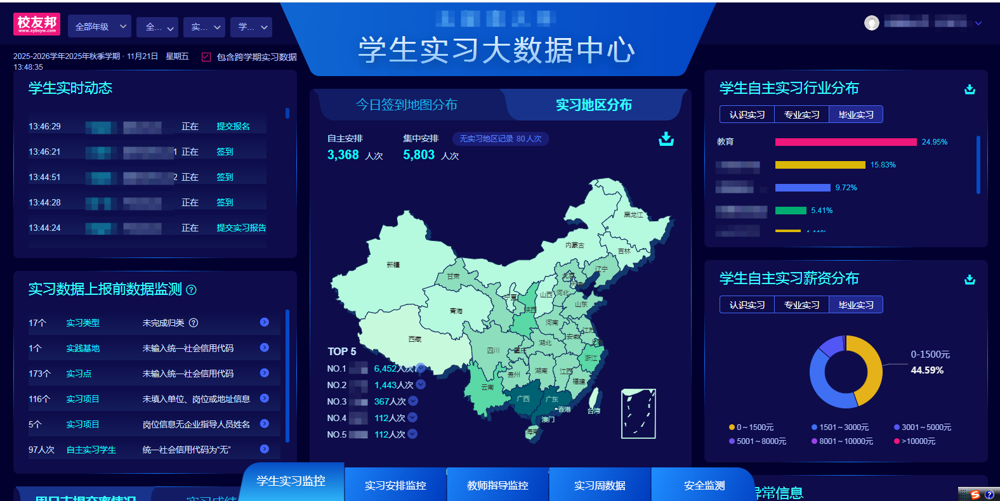 校友邦
www.xybsyw.com
全部年级
全...
实...
学...
学生实习大数据中心
2025-2026学年2025年秋季学期 · 11月21日 星期五
13:48:35
包含跨学期实习数据
学生实时动态
13:46:29 正在 提交报名
13:46:21 1 正在 签到
13:44:51 2 正在 签到
13:44:28 正在 签到
13:44:24 正在 提交实习报告
实习数据上报前数据监测
17个 实习类型 未完成归类
1个 实践基地 未输入统一社会信用代码
173个 实习点 未输入统一社会信用代码
116个 实习项目 未填入单位、岗位或地址信息
5个 实习项目 岗位信息无企业指导人员姓名
97人次 自主实习学生 统一社会信用代码为“无”
今日签到地图分布
实习地区分布
自主安排
3,368 人次
集中安排
5,803 人次
无实习地区记录 80人次
黑龙江
内蒙古
吉林
新疆
辽宁
甘肃
北京
天津
宁夏
山西
河北
青海
陕西
山东
河南
江苏
西藏
安徽
上海
湖北
四川
重庆
浙江
湖南
江西
贵州
福建
云南
广西
广东
香港
台湾
澳门
海南
TOP 5
NO.1 6,452人次
NO.2 1,443人次
NO.3 367人次
NO.4 112人次
NO.5 112人次
学生自主实习行业分布
认识实习
专业实习
毕业实习
教育 24.95%
15.83%
9.72%
5.41%
学生自主实习薪资分布
认识实习
专业实习
毕业实习
0-1500元
44.59%
0～1500元
1501～3000元
3001～5000元
5001～8000元
8001～10000元
>10000元
学生实习监控
实习安排监控
教师指导监控
实习周数据
安全监测
实习成绩
异常信息